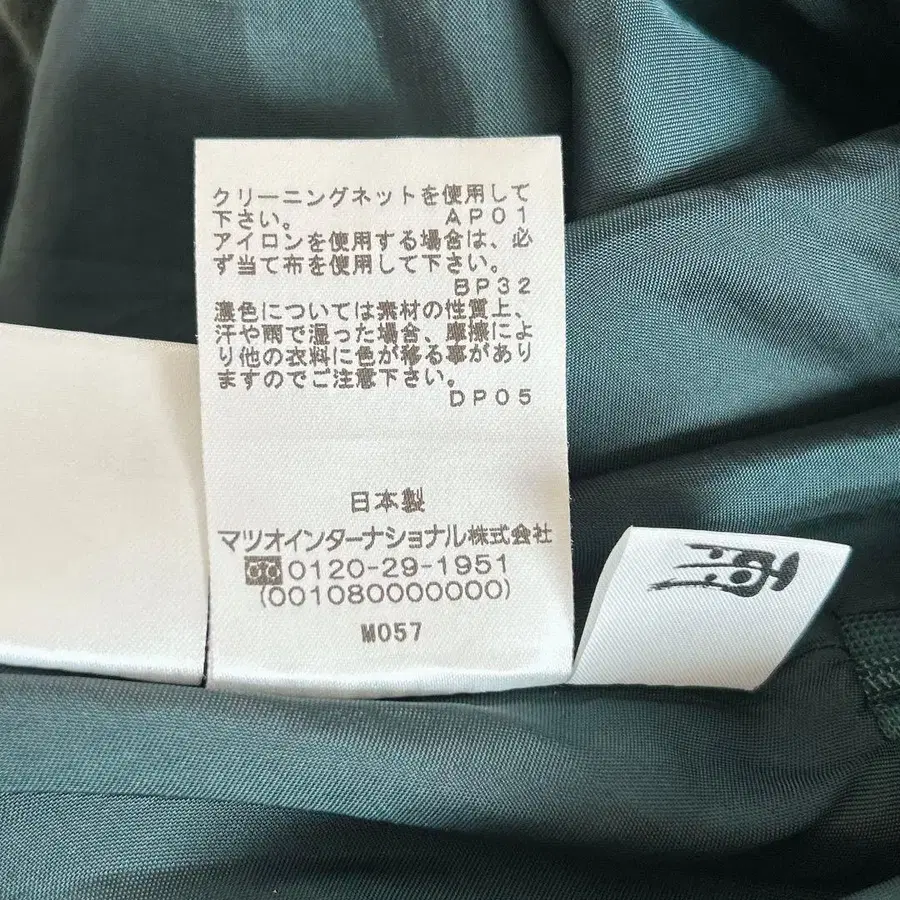 クリーニングネットを使用して
下さい。 AP01
アイロンを使用する場合は、必
ず当て布を使用して下さい。
BP32
濃色については素材の性質上、
汗や雨で湿った場合、摩擦によ
り他の衣料に色が移る事があり
ますのでご注意下さい。
DP05
日本製
マツオインターナショナル株式会社
0120-29-1951
(001080000000)
M057